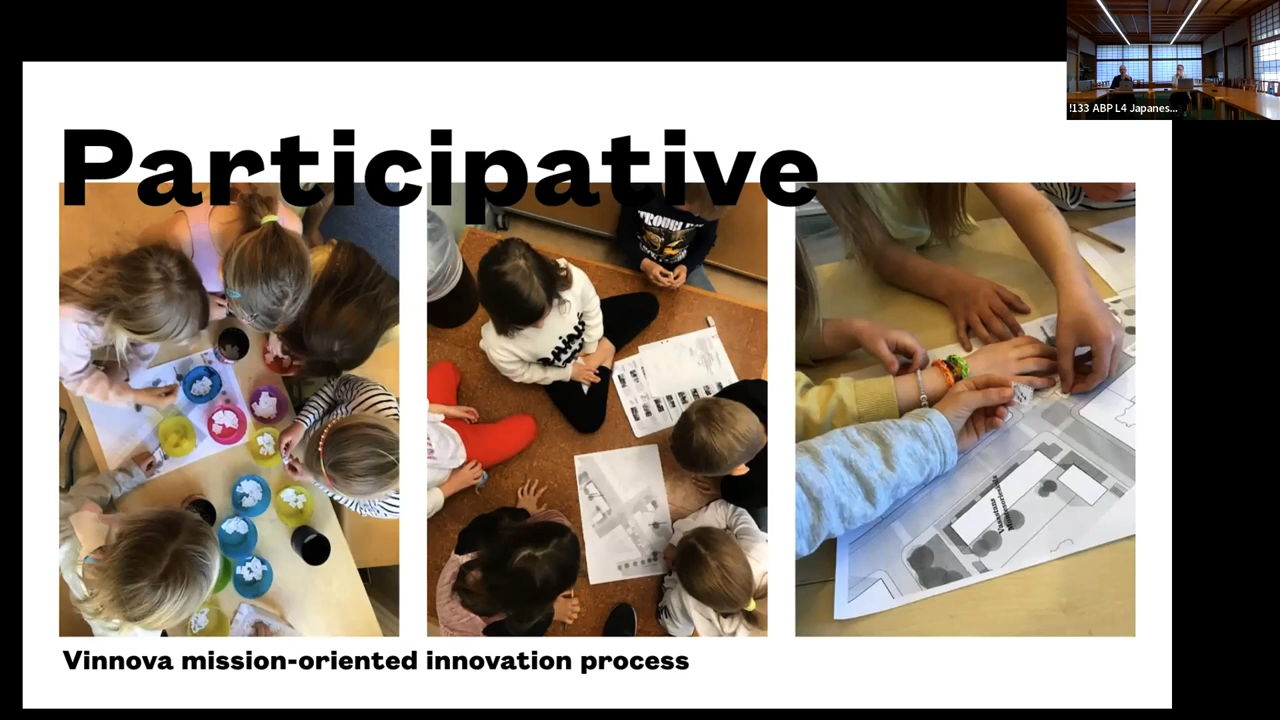 Participative
Vinnova mission-oriented innovation process
!133 ABP L4 Japanes...